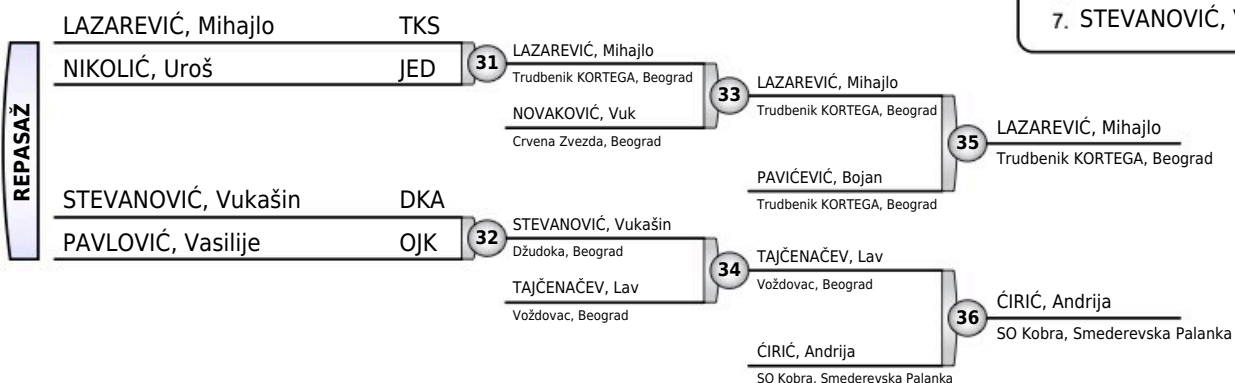 7. STEVANOVIĆ,
REPASAŽ
LAZAREVIĆ, Mihajlo TKS
NIKOLIĆ, Uroš JED
31
LAZAREVIĆ, Mihajlo
Trudbenik KORTEGA, Beograd
NOVAKOVIĆ, Vuk
Crvena Zvezda, Beograd
33
LAZAREVIĆ, Mihajlo
Trudbenik KORTEGA, Beograd
PAVIĆEVIĆ, Bojan
Trudbenik KORTEGA, Beograd
35
LAZAREVIĆ, Mihajlo
Trudbenik KORTEGA, Beograd
STEVANOVIĆ, Vukašin DKA
PAVLOVIĆ, Vasilije OJK
32
STEVANOVIĆ, Vukašin
Džudoka, Beograd
TAJČENAČEV, Lav
Voždovac, Beograd
34
TAJČENAČEV, Lav
Voždovac, Beograd
ĆIRIĆ, Andrija
SO Kobra, Smederevska Palanka
36
ĆIRIĆ, Andrija
SO Kobra, Smederevska Palanka